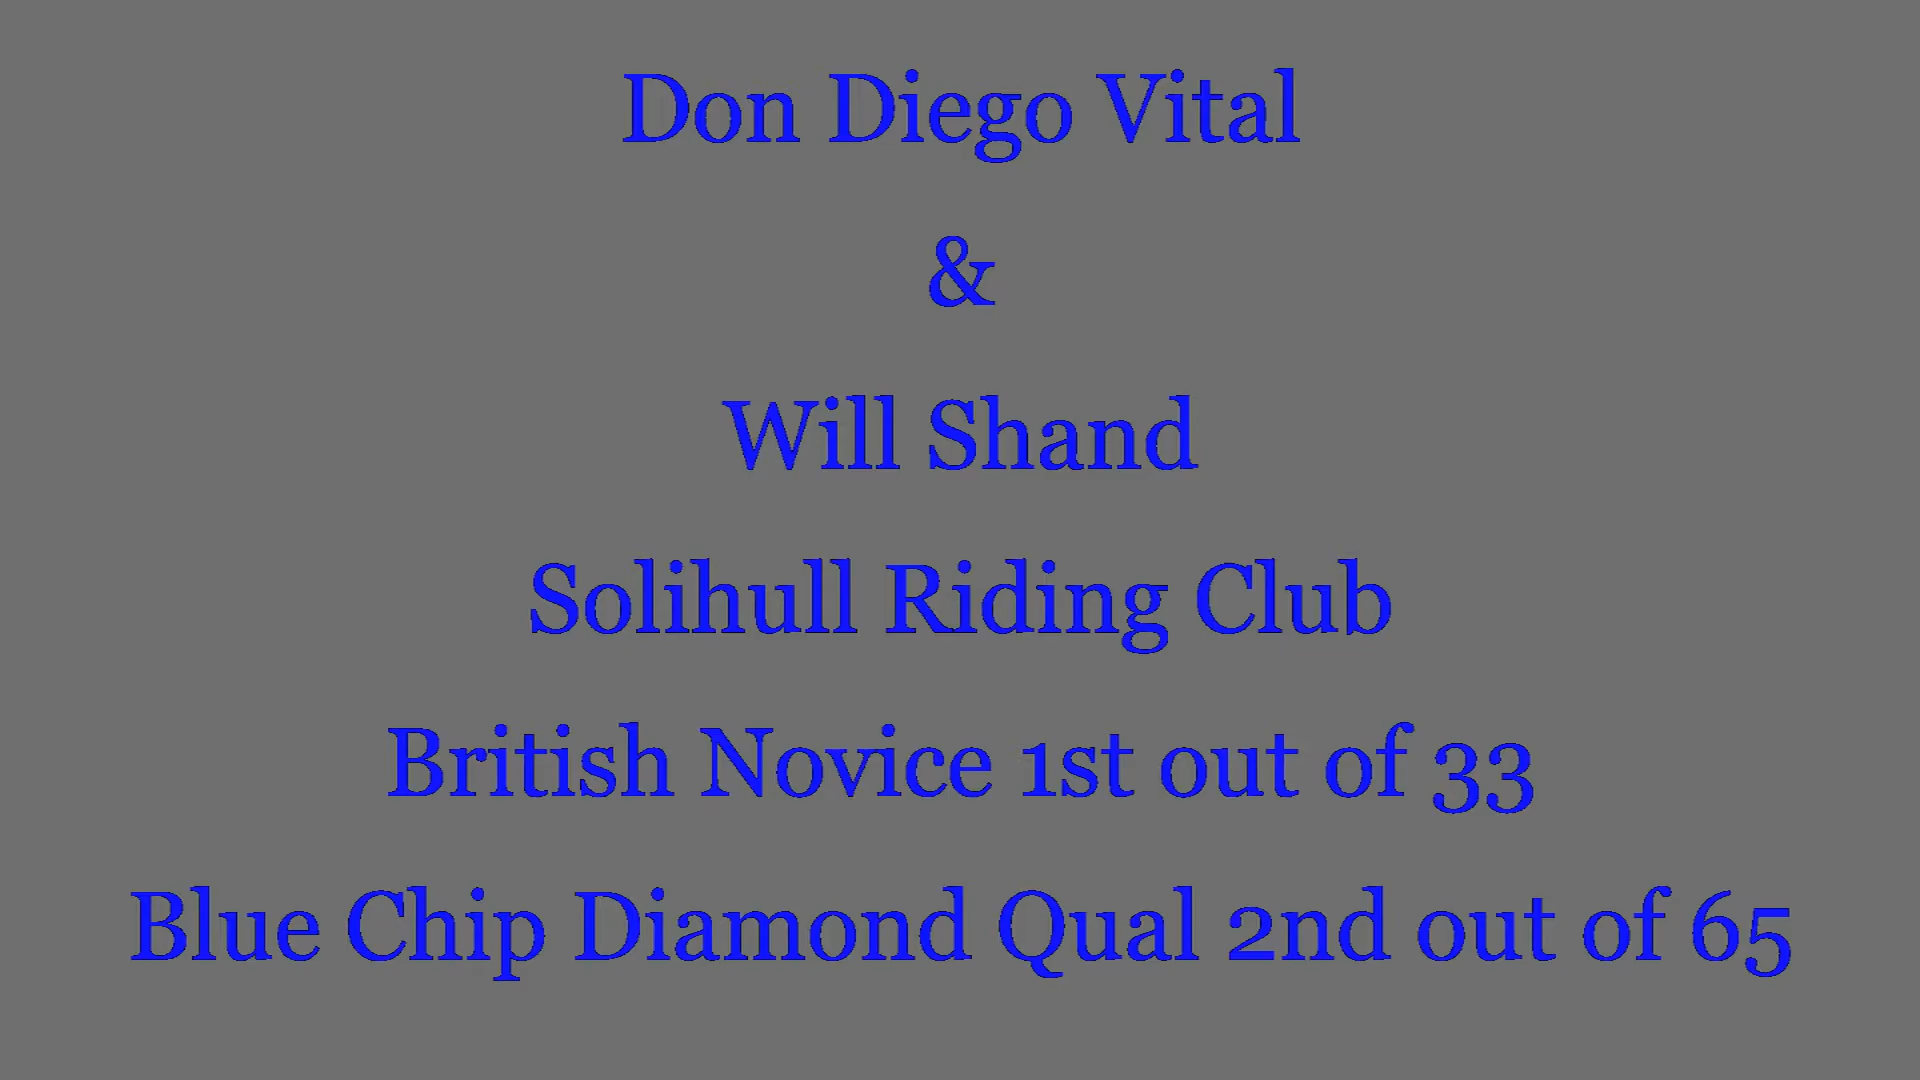 Don Diego Vital
&
Will Shand
Solihull Riding Club
British Novice 1st out of 33
Blue Chip Diamond Qual 2nd out of 65